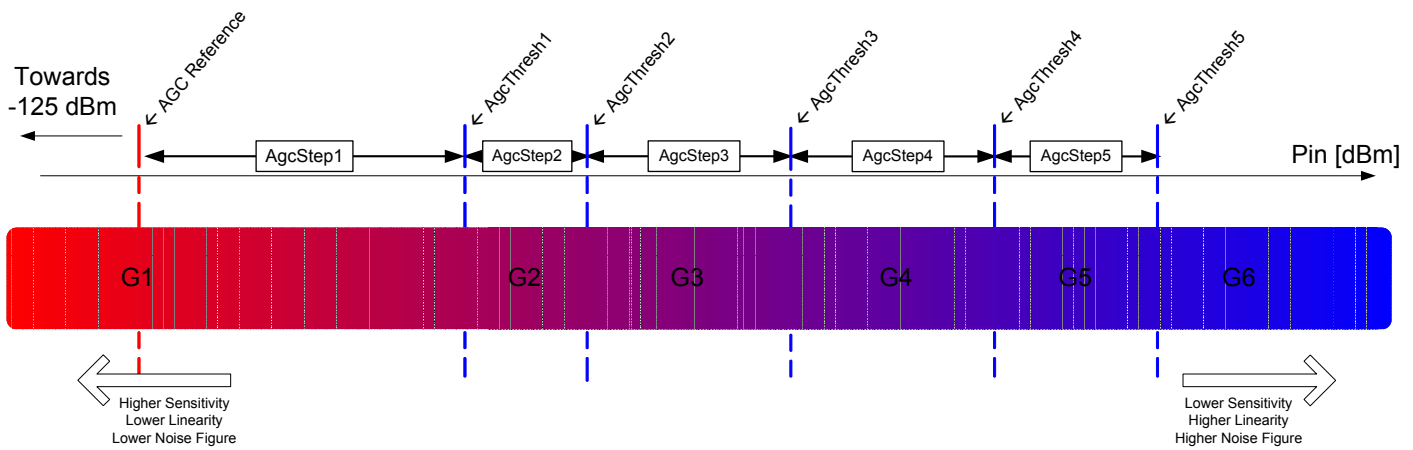 Towards
-125 dBm
← AGC Reference
← AgcThresh1
← AgcThresh2
← AgcThresh3
← AgcThresh4
← AgcThresh5
AgcStep1
AgcStep2
AgcStep3
AgcStep4
AgcStep5
Pin [dBm]
G1
G2
G3
G4
G5
G6
Higher Sensitivity
Lower Linearity
Lower Noise Figure
Lower Sensitivity
Higher Linearity
Higher Noise Figure